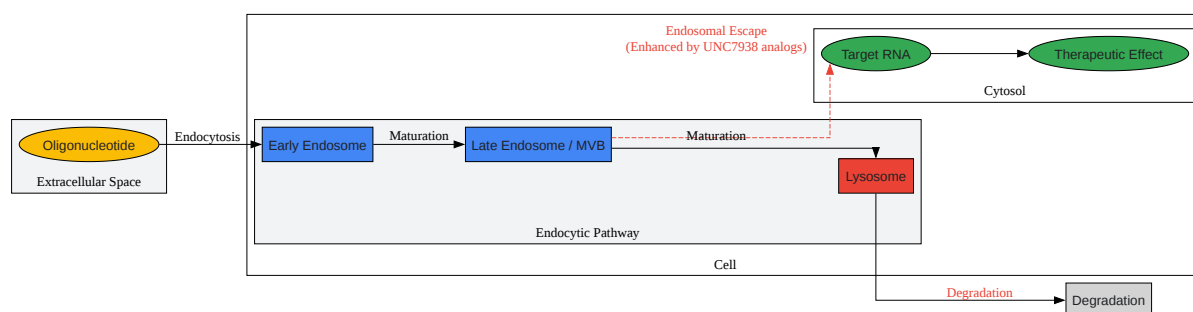 Endosomal Escape
(Enhanced by UNC7938 analogs)
Target RNA
Therapeutic Effect
Cytosol
Endocytosis
Maturation
Maturation
Oligonucleotide
Early Endosome
Late Endosome / MVB
Extracellular Space
Lysosome
Endocytic Pathway
Cell
Degradation
Degradation